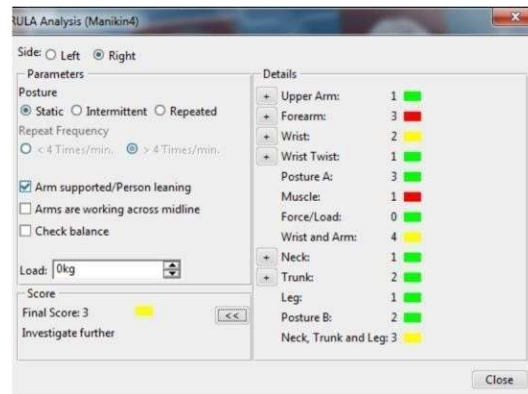 RULA Analysis (Manikin4)
Side: Left Right
Parameters
Posture
Static Intermittent Repeated
Repeat Frequency
< 4 Times/min. > 4 Times/min.
Arm supported/Person leaning
Arms are working across midline
Check balance
Load: 0kg
Score
Final Score: 3
<<
Investigate further
Details
+ Upper Arm: 1
+ Forearm: 3
+ Wrist: 2
+ Wrist Twist: 1
Posture A: 3
Muscle: 1
Force/Load: 0
Wrist and Arm: 4
+ Neck: 1
+ Trunk: 2
Leg: 1
Posture B: 2
Neck, Trunk and Leg: 3
Close